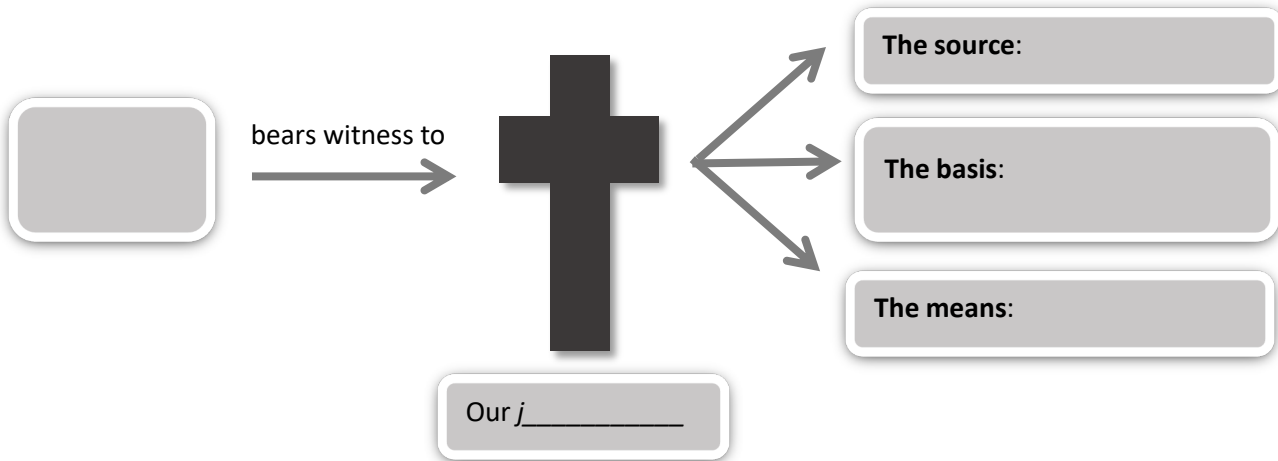 bears witness to
The source:
The basis:
The means:
Our j___________